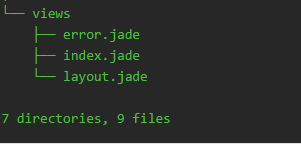 └── views
    ├── error.jade
    ├── index.jade
    └── layout.jade
7 directories, 9 files